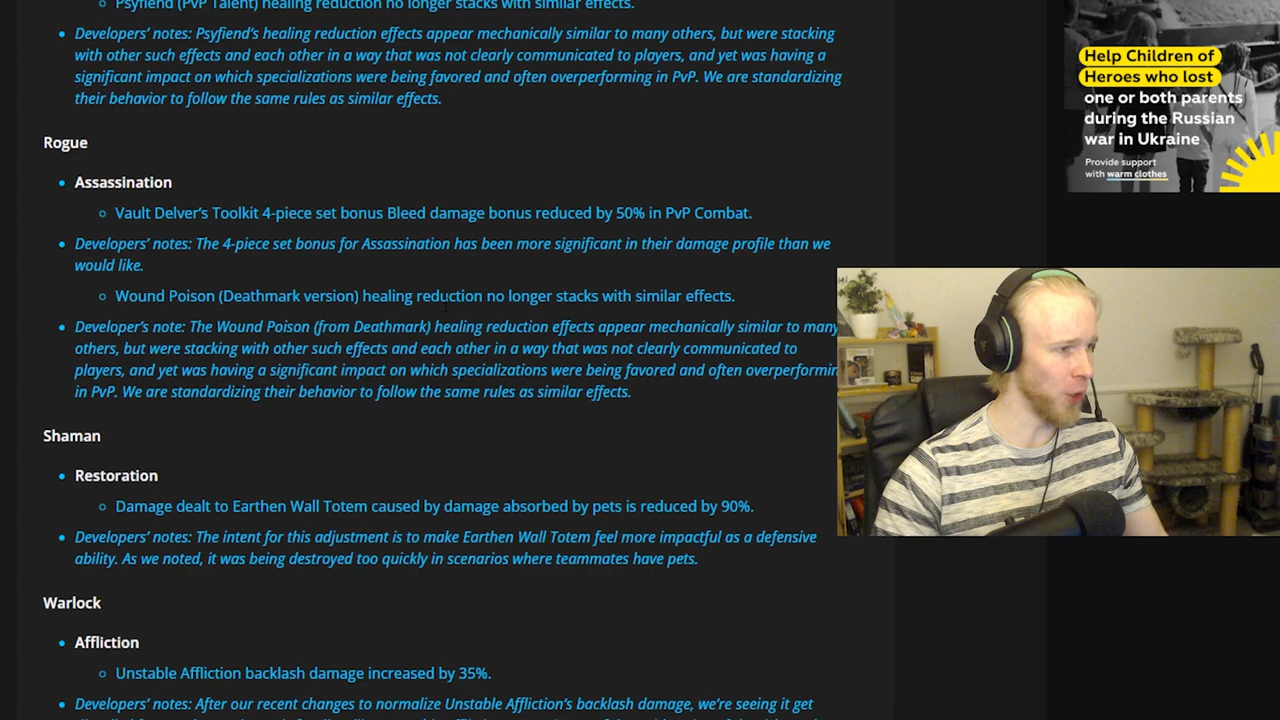 Psyfiend (PvP Talent) healing reduction no longer stacks with similar effects.
Developers' notes: Psyfiend's healing reduction effects appear mechanically similar to many others, but were stacking
with other such effects and each other in a way that was not clearly communicated to players, and yet was having a
significant impact on which specializations were being favored and often overperforming in PvP. We are standardizing
their behavior to follow the same rules as similar effects.
Rogue
Assassination
Vault Delver's Toolkit 4-piece set bonus Bleed damage bonus reduced by 50% in PvP Combat.
Developers' notes: The 4-piece set bonus for Assassination has been more significant in their damage profile than we
would like.
Wound Poison (Deathmark version) healing reduction no longer stacks with similar effects.
Developer's note: The Wound Poison (from Deathmark) healing reduction effects appear mechanically similar to many
others, but were stacking with other such effects and each other in a way that was not clearly communicated to
players, and yet was having a significant impact on which specializations were being favored and often overperformin
in PvP. We are standardizing their behavior to follow the same rules as similar effects.
Shaman
Restoration
Damage dealt to Earthen Wall Totem caused by damage absorbed by pets is reduced by 90%.
Developers' notes: The intent for this adjustment is to make Earthen Wall Totem feel more impactful as a defensive
ability. As we noted, it was being destroyed too quickly in scenarios where teammates have pets.
Warlock
Affliction
Unstable Affliction backlash damage increased by 35%.
Developers' notes: After our recent changes to normalize Unstable Affliction's backlash damage, we're seeing it get
Help Children of
Heroes who lost
one or both parents
during the Russian
war in Ukraine
Provide support
with warm clothes